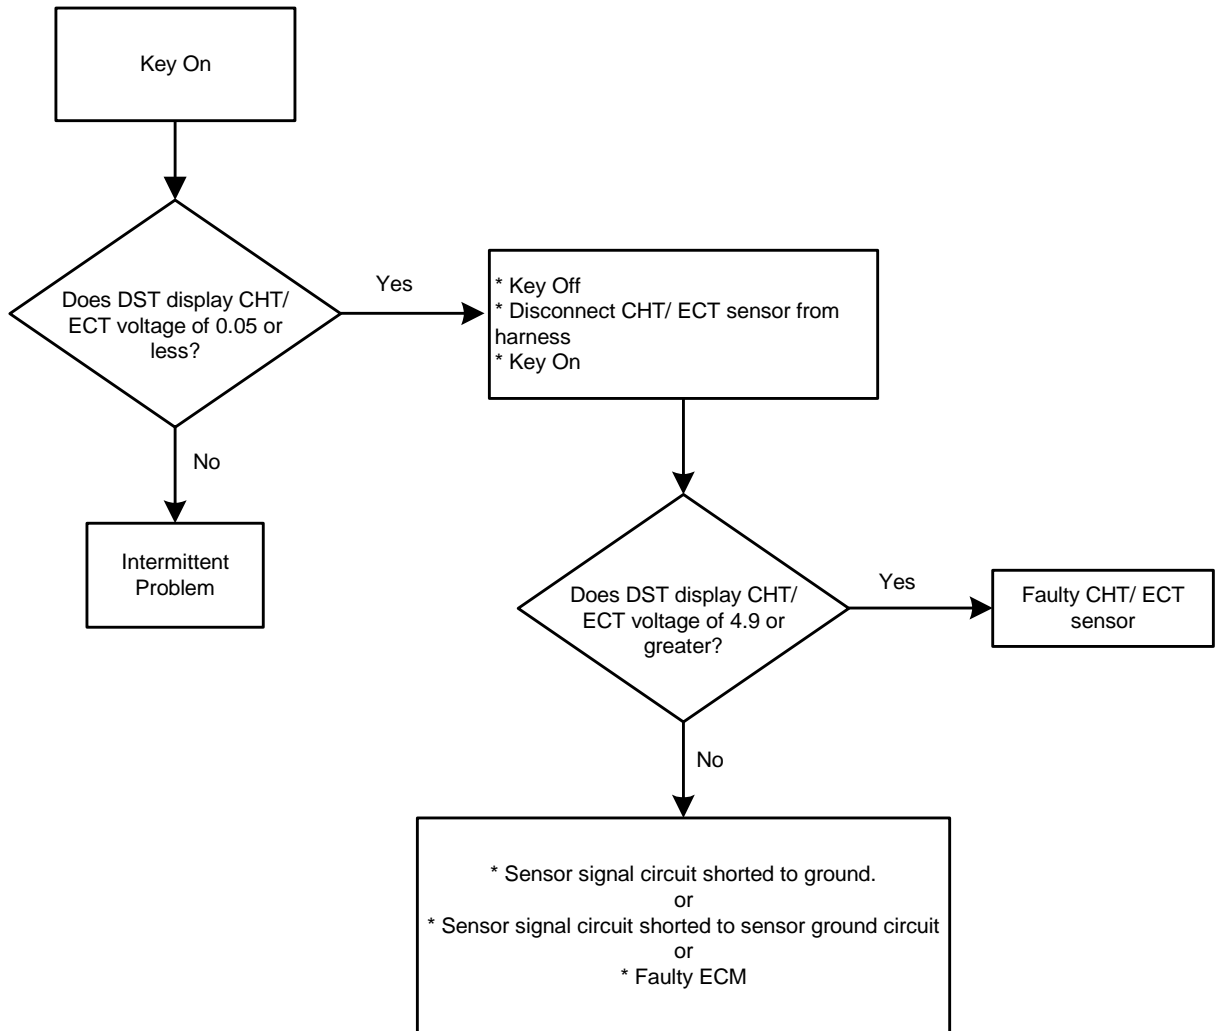 Key On
Does DST display CHT/
ECT voltage of 0.05 or
less?
Yes
* Key Off
* Disconnect CHT/ ECT sensor from
harness
* Key On
No
Intermittent
Problem
Does DST display CHT/
ECT voltage of 4.9 or
greater?
Yes
Faulty CHT/ ECT
sensor
No
* Sensor signal circuit shorted to ground.
or
* Sensor signal circuit shorted to sensor ground circuit
or
* Faulty ECM